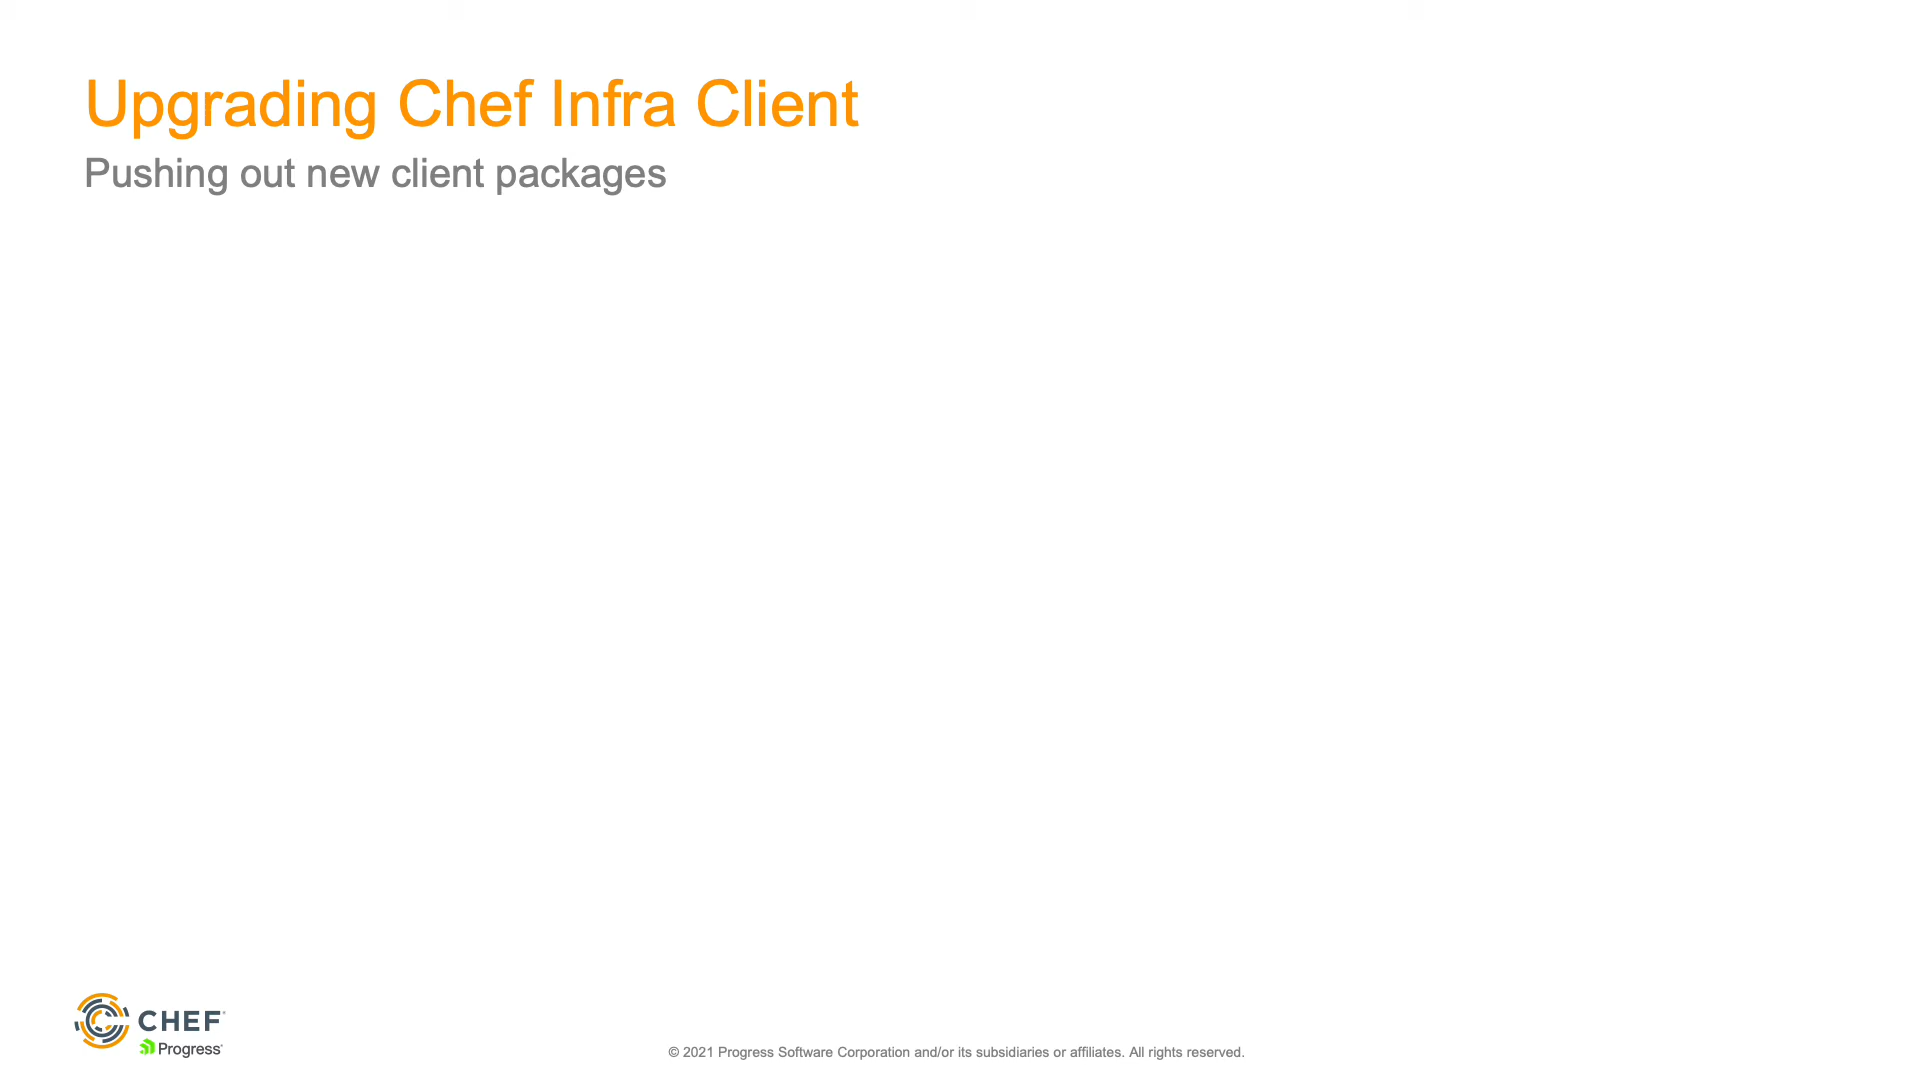 Upgrading Chef Infra Client
Pushing out new client packages
CHEF
Progress
© 2021 Progress Software Corporation and/or its subsidiaries or affiliates. All rights reserved.